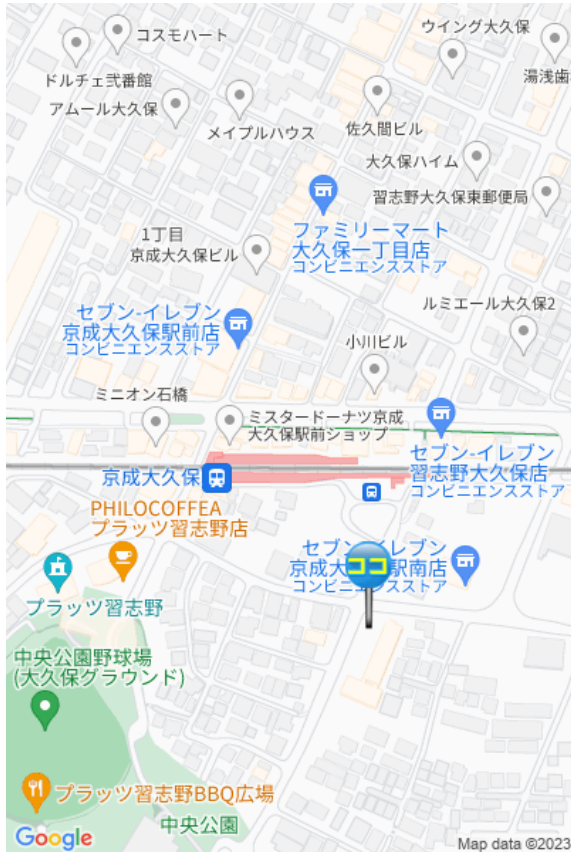 ウイング大久保
コスモハート
湯浅歯
ドルチェ弐番館
アムール大久保
メイプルハウス
佐久間ビル
大久保ハイム
習志野大久保東郵便局
ファミリーマート
大久保一丁目店
コンビニエンスストア
1丁目
京成大久保ビル
ルミエール大久保2
セブン-イレブン
京成大久保駅前店
コンビニエンスストア
小川ビル
ミニオン石橋
ミスタードーナツ京成
大久保駅前ショップ
セブン-イレブン
習志野大久保店
コンビニエンスストア
京成大久保
PHILOCOFFEA
プラッツ習志野店
セブン-イレブン
京成大
駅南店
コンビニエンスストア
ココ
プラッツ習志野
中央公園野球場
(大久保グラウンド)
プラッツ習志野BBQ広場
中央公園
Google
Map data ©2023